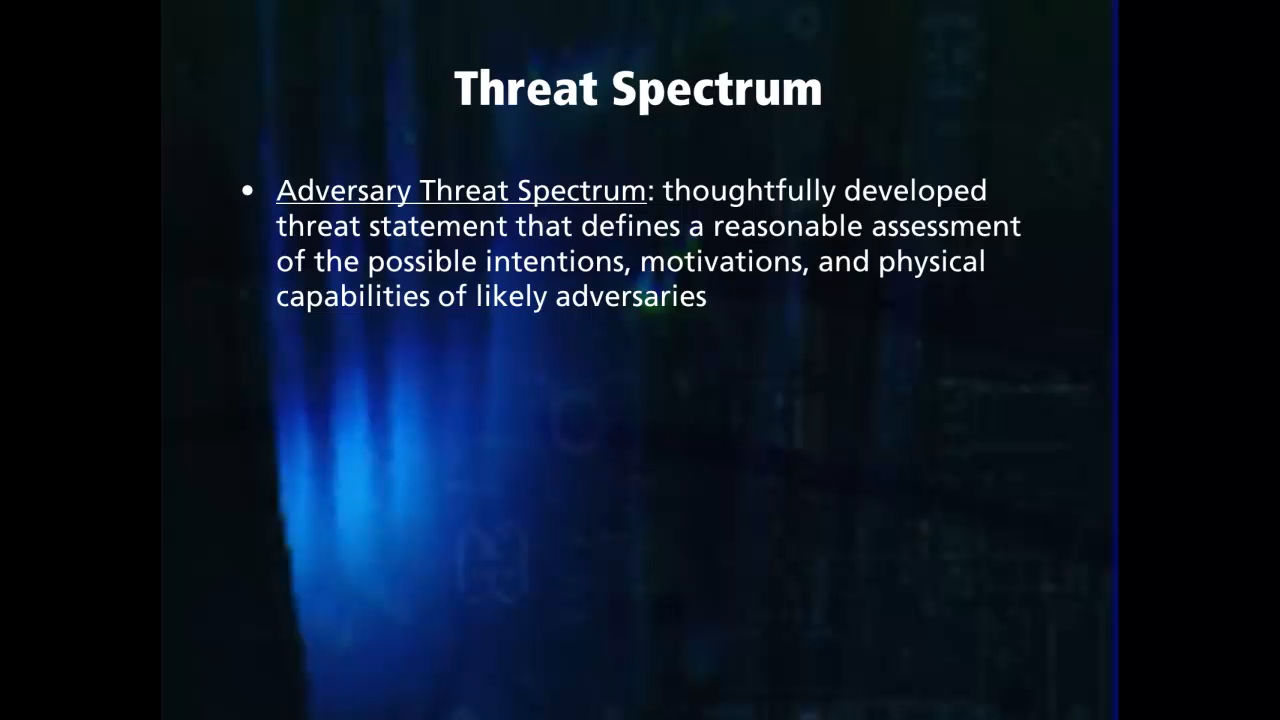 Threat Spectrum
• Adversary Threat Spectrum: thoughtfully developed
threat statement that defines a reasonable assessment
of the possible intentions, motivations, and physical
capabilities of likely adversaries